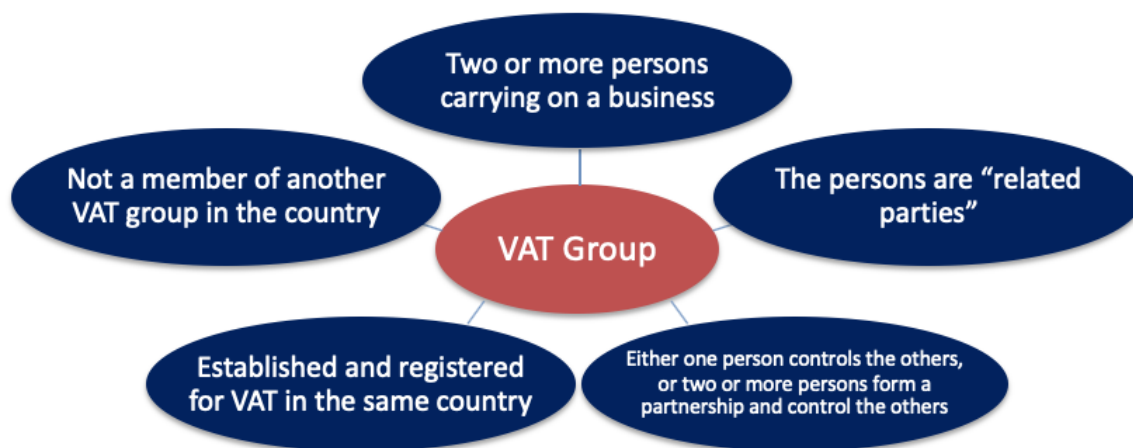 Two or more persons
carrying on a business
Not a member of another
VAT group in the country
The persons are “related
parties”
VAT Group
Established and registered
for VAT in the same country
Either one person controls the others,
or two or more persons form a
partnership and control the others